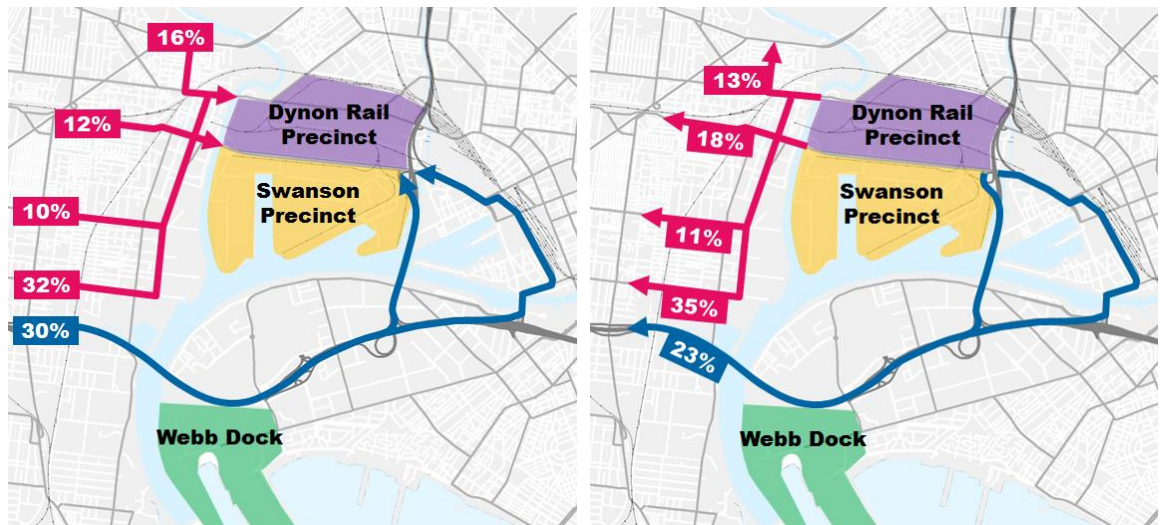 16%
12%
Dynon Rail
Precinct
Swanson
Precinct
10%
32%
30%
Webb Dock
13%
18%
Dynon Rail
Precinct
Swanson
Precinct
11%
35%
23%
Webb Dock